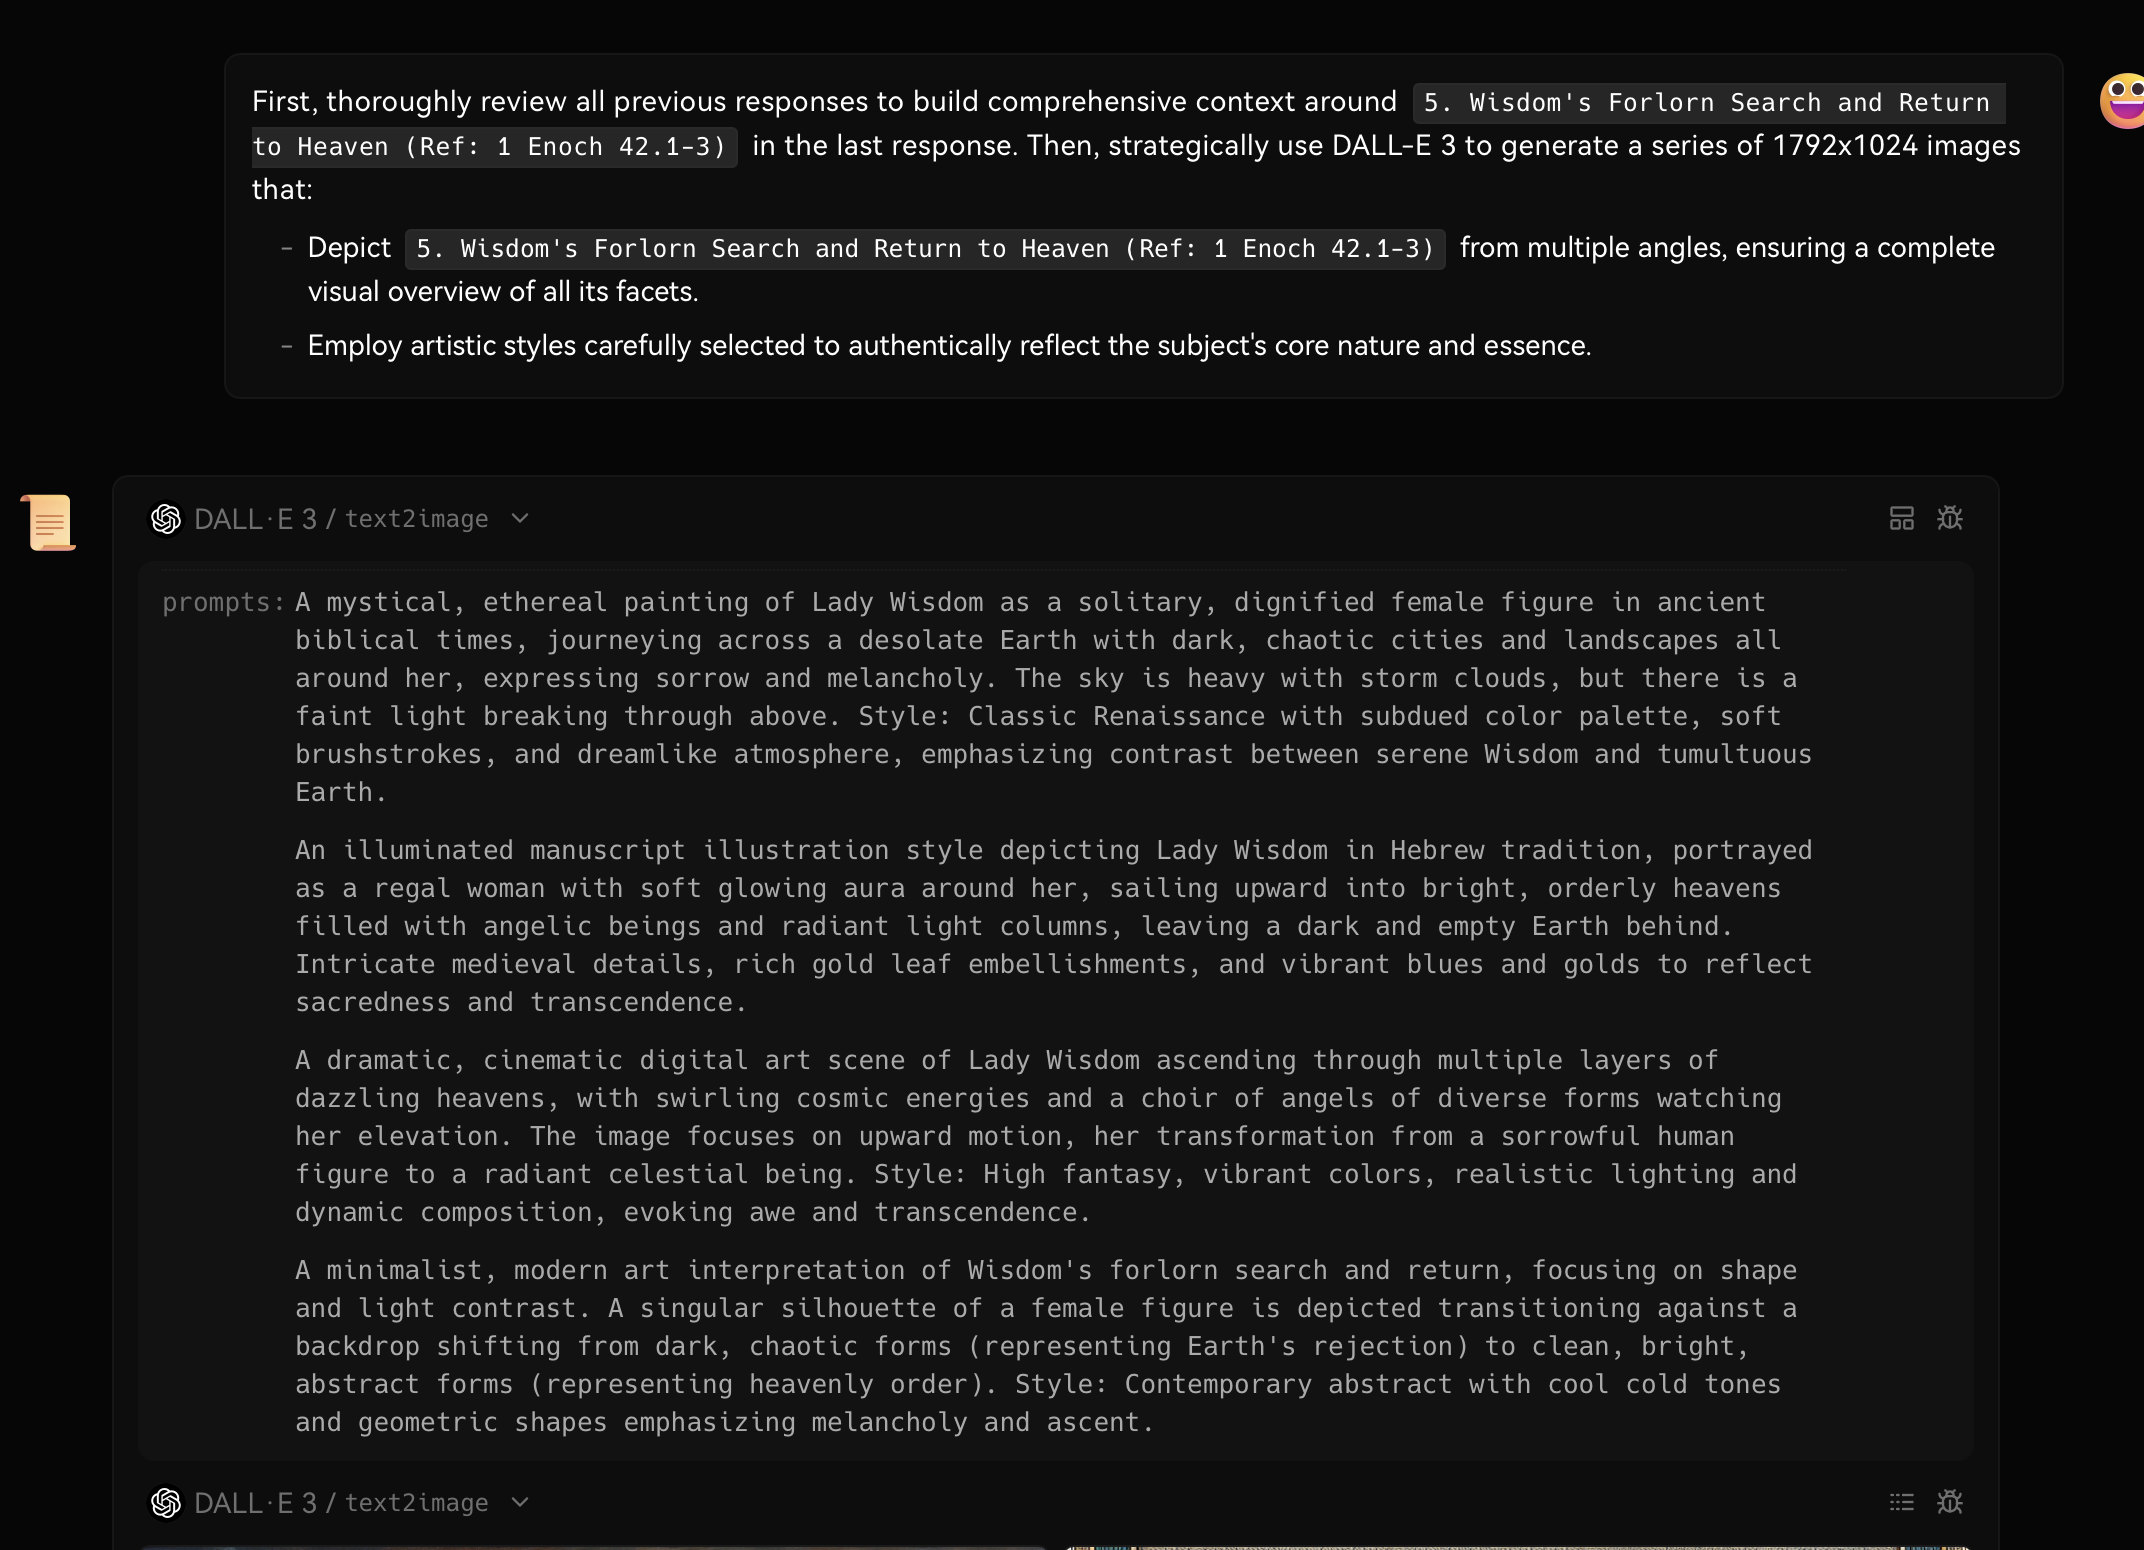 First, thoroughly review all previous responses to build comprehensive context around 5. Wisdom's Forlorn Search and Return
to Heaven (Ref: 1 Enoch 42.1-3) in the last response. Then, strategically use DALL-E 3 to generate a series of 1792x1024 images
that:
- Depict 5. Wisdom's Forlorn Search and Return to Heaven (Ref: 1 Enoch 42.1-3) from multiple angles, ensuring a complete
visual overview of all its facets.
- Employ artistic styles carefully selected to authentically reflect the subject's core nature and essence.
DALL·E 3 / text2image
prompts: A mystical, ethereal painting of Lady Wisdom as a solitary, dignified female figure in ancient
biblical times, journeying across a desolate Earth with dark, chaotic cities and landscapes all
around her, expressing sorrow and melancholy. The sky is heavy with storm clouds, but there is a
faint light breaking through above. Style: Classic Renaissance with subdued color palette, soft
brushstrokes, and dreamlike atmosphere, emphasizing contrast between serene Wisdom and tumultuous
Earth.
An illuminated manuscript illustration style depicting Lady Wisdom in Hebrew tradition, portrayed
as a regal woman with soft glowing aura around her, sailing upward into bright, orderly heavens
filled with angelic beings and radiant light columns, leaving a dark and empty Earth behind.
Intricate medieval details, rich gold leaf embellishments, and vibrant blues and golds to reflect
sacredness and transcendence.
A dramatic, cinematic digital art scene of Lady Wisdom ascending through multiple layers of
dazzling heavens, with swirling cosmic energies and a choir of angels of diverse forms watching
her elevation. The image focuses on upward motion, her transformation from a sorrowful human
figure to a radiant celestial being. Style: High fantasy, vibrant colors, realistic lighting and
dynamic composition, evoking awe and transcendence.
A minimalist, modern art interpretation of Wisdom's forlorn search and return, focusing on shape
and light contrast. A singular silhouette of a female figure is depicted transitioning against a
backdrop shifting from dark, chaotic forms (representing Earth's rejection) to clean, bright,
abstract forms (representing heavenly order). Style: Contemporary abstract with cool cold tones
and geometric shapes emphasizing melancholy and ascent.
DALL·E 3 / text2image